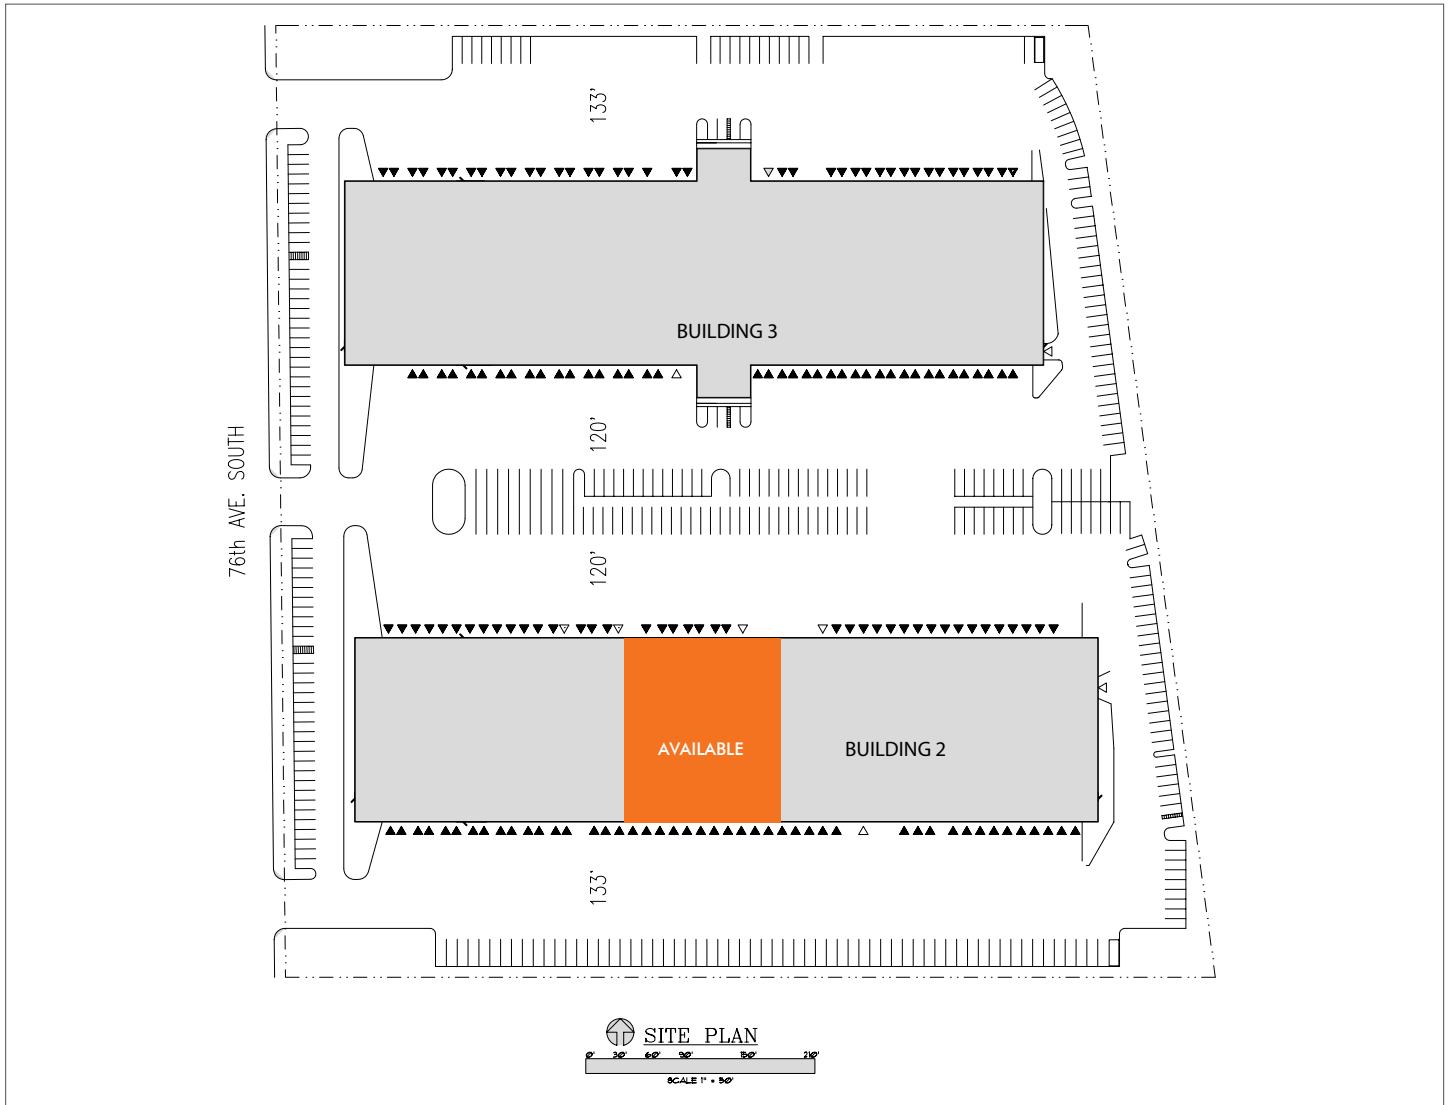 133'
BUILDING 3
120'
76th AVE. SOUTH
120'
AVAILABLE
BUILDING 2
133'
SITE PLAN
0' 30' 60' 90' 150' 210'
SCALE 1" = 90'